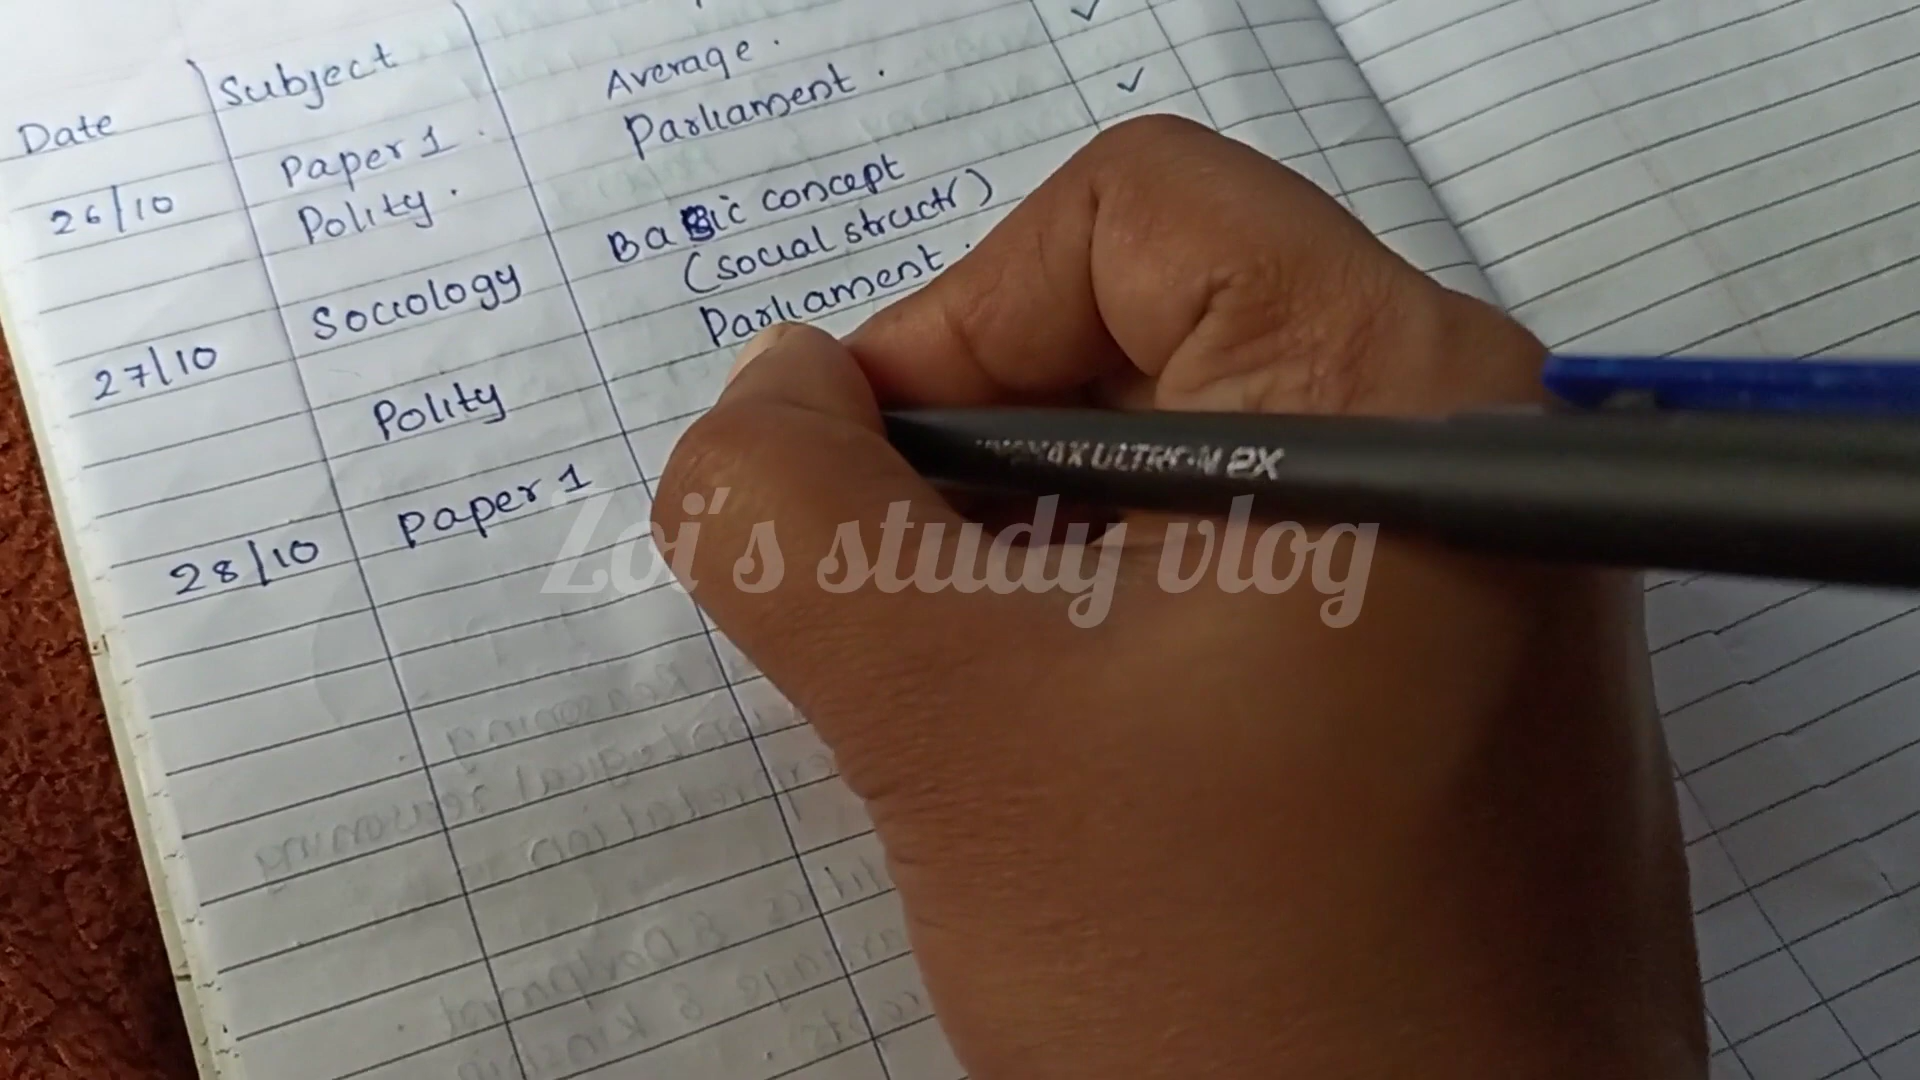 Date Subject
26/10 Paper 1. Average.
Polity. Parliament. ✓
27/10 Sociology Basic concept ✓
(social structr)
Polity Parliament.
28/10 Paper 1
ULTRON 2X
Zoi's study vlog